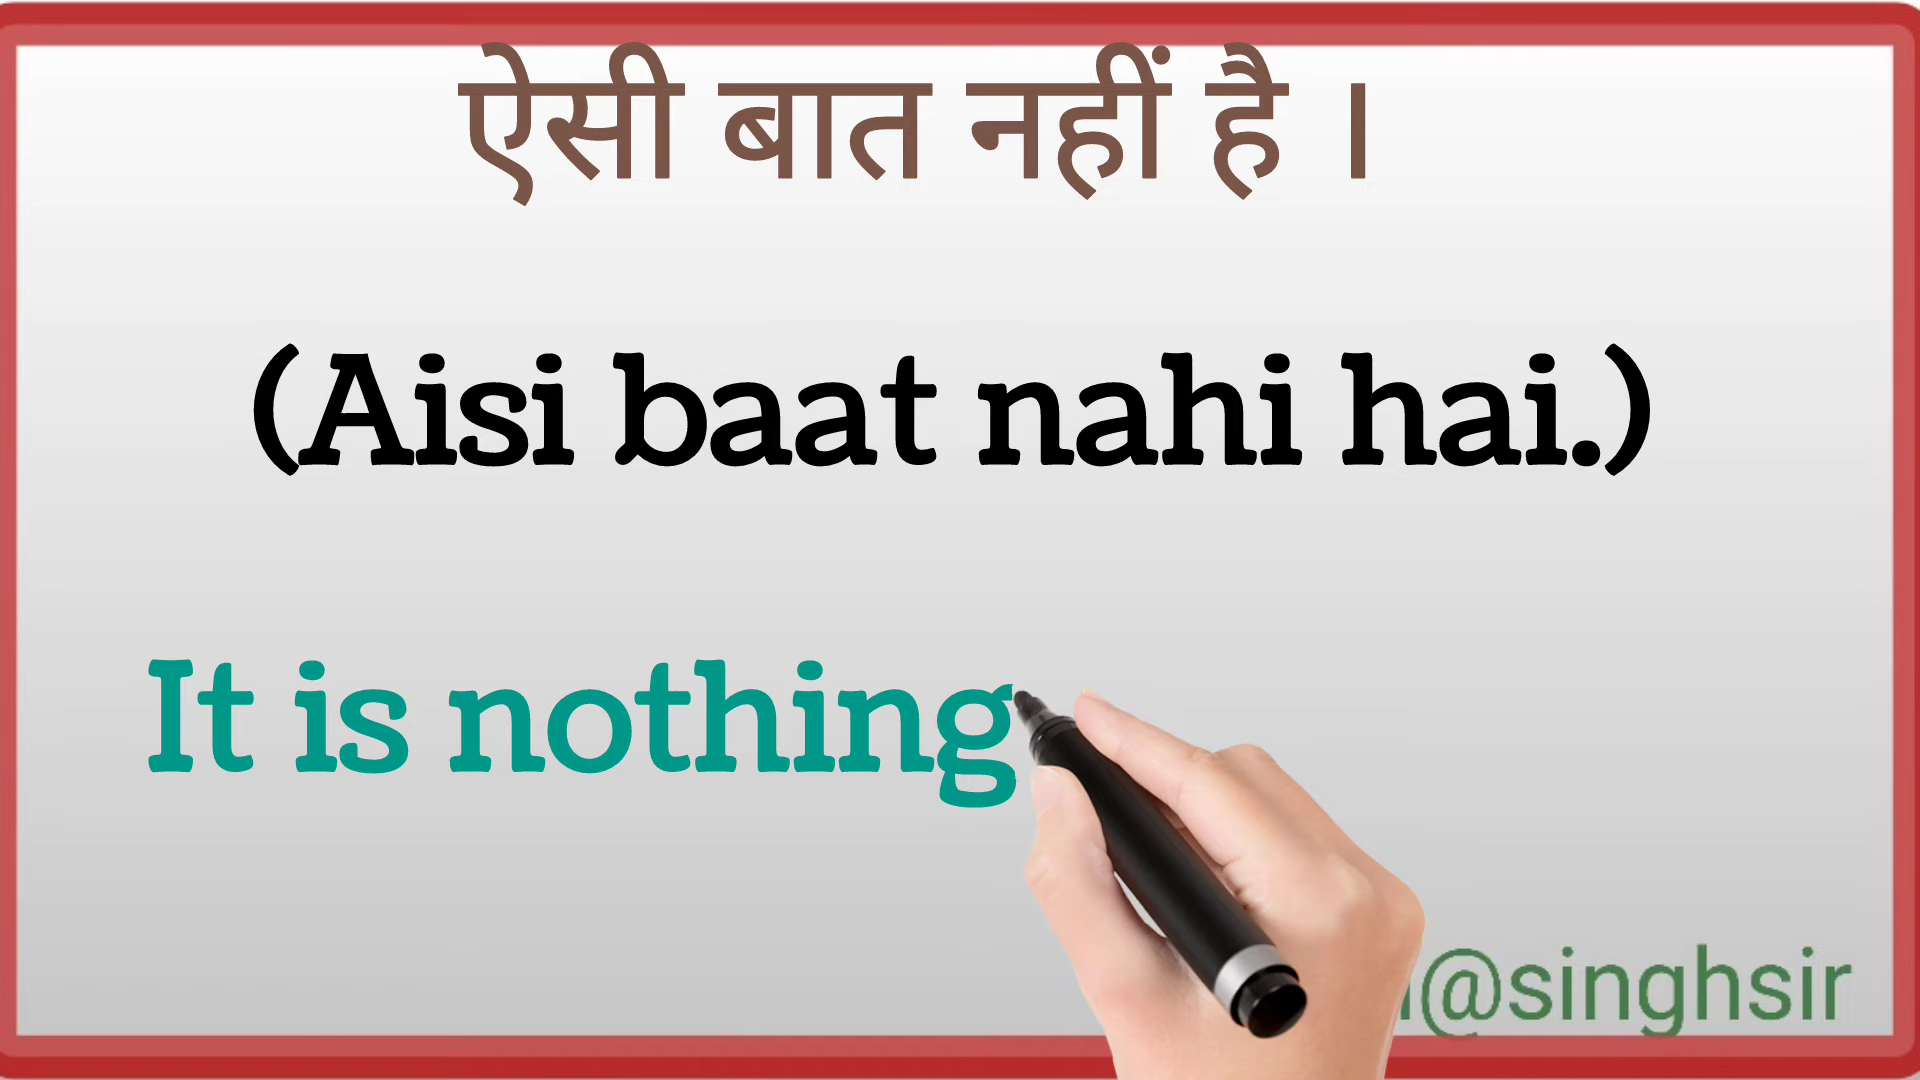 ऐसी बात नहीं है ।
(Aisi baat nahi hai.)
It is nothing
@singhsir